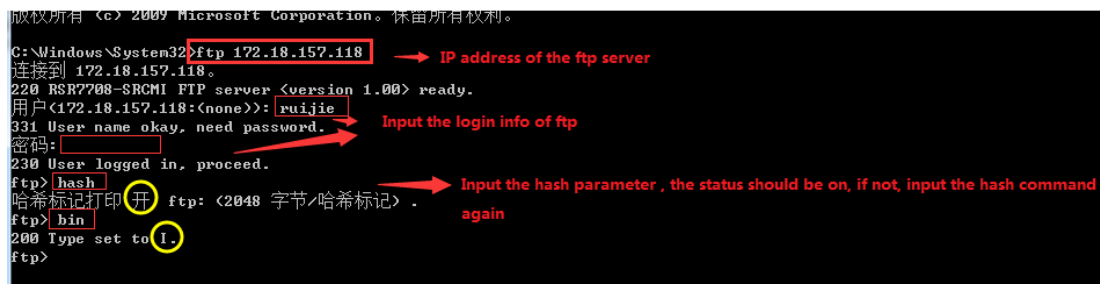 版权所有 <c> 2009 Microsoft Corporation。保留所有权利。
C:\Windows\System32>ftp 172.18.157.118
IP address of the ftp server
连接到 172.18.157.118。
220 RSR7708-SRCMI FTP server <version 1.00> ready.
用户<172.18.157.118:<none>>: ruijie
331 User name okay, need password.
Input the login info of ftp
密码:
230 User logged in, proceed.
ftp> hash
Input the hash parameter , the status should be on, if not, input the hash command
again
哈希标记打印 开 ftp: <2048 字节/哈希标记> .
ftp> bin
200 Type set to I.
ftp>